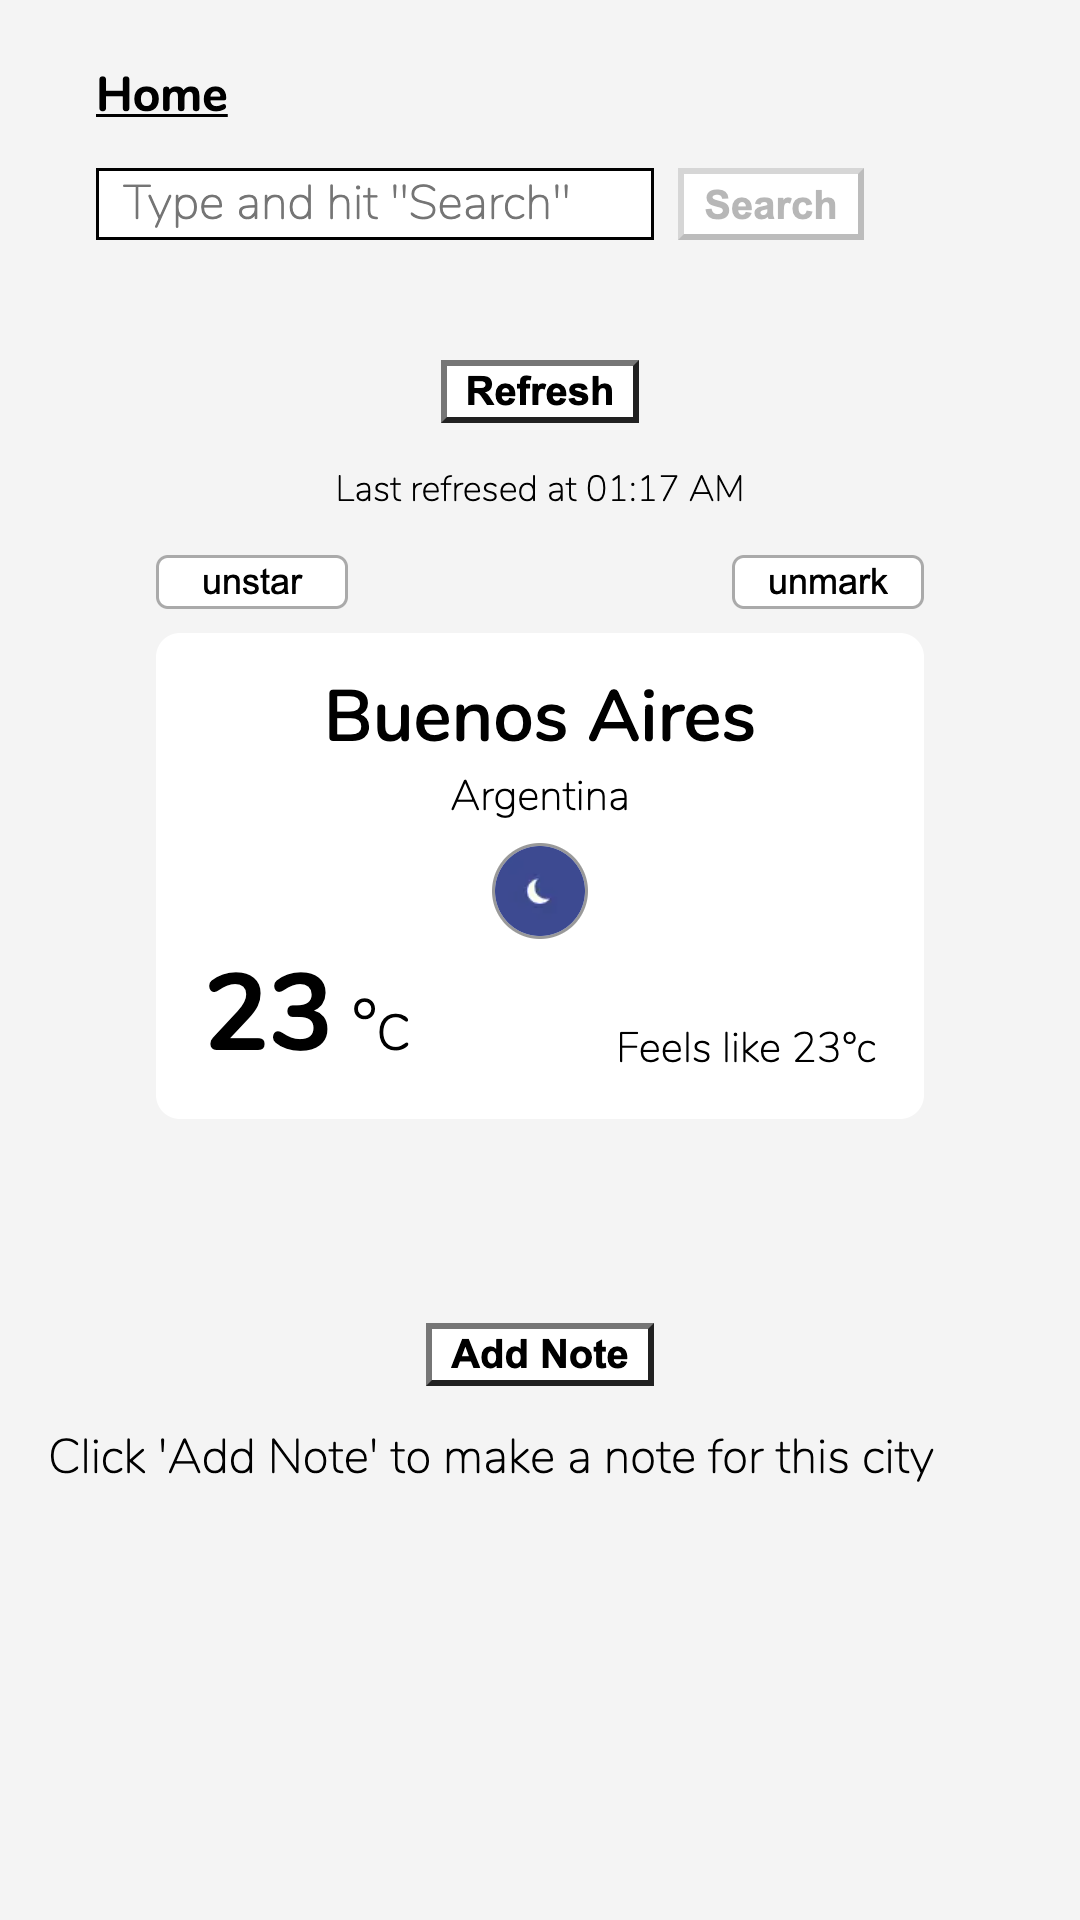 Home
Type and hit "Search"
Search
Refresh
Last refresed at 01:17 AM
unstar
unmark
Buenos Aires
Argentina
23 °C
Feels like 23°c
Add Note
Click 'Add Note' to make a note for this city